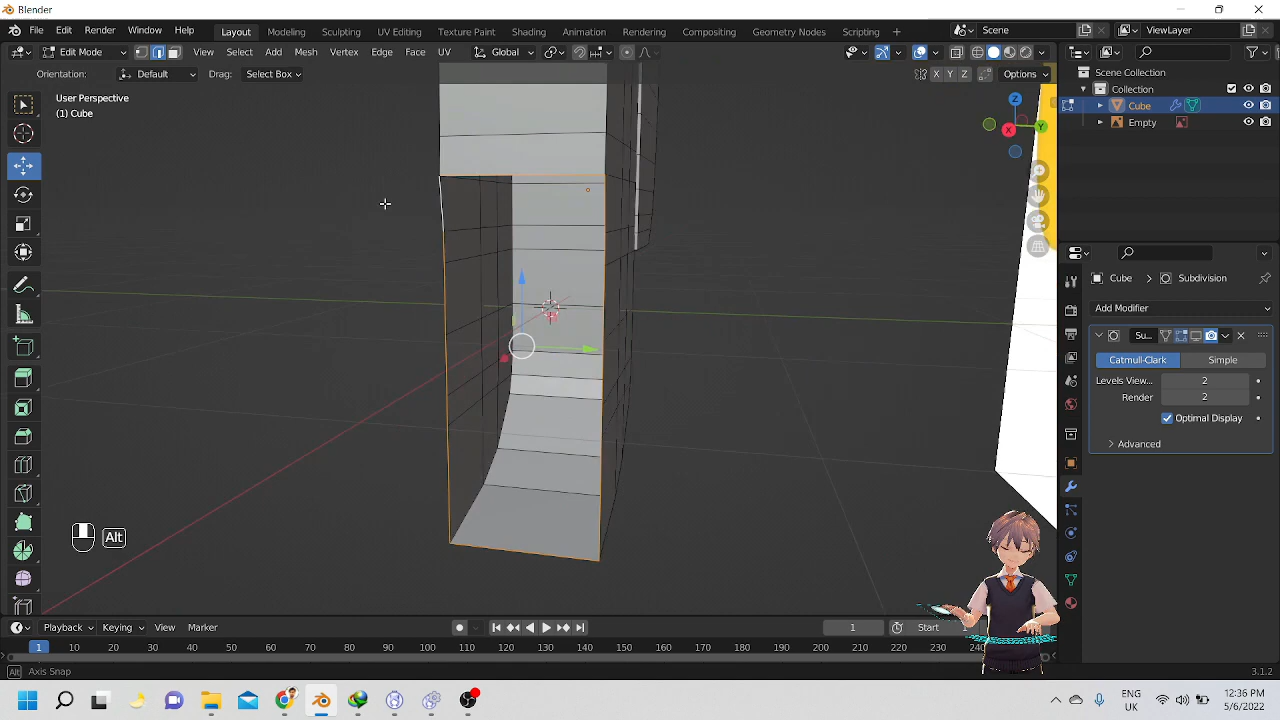 Blender
File Edit Render Window Help Layout Modeling Sculpting UV Editing Texture Paint Shading Animation Rendering Compositing Geometry Nodes Scripting + Scene ViewLayer
Edit Mode View Select Add Mesh Vertex Edge Face UV Global
Orientation: Default Drag: Select Box X Y Z Options
User Perspective
(1) Cube
Scene Collection
Collection
Cube
Empty
Z
Y
X
Cube > Subdivision
Add Modifier
Su...
Catmull-Clark Simple
Levels View... 2
Render 2
Optimal Display
Advanced
Alt
Playback Keying View Marker 1 Start
1 10 20 30 40 50 60 70 80 90 100 110 120 130 140 150 160 170 180 190 200 210 220 230
Alt Axis Snap 3.1.2
ENG
UK
12:36 PM
5/6/2022